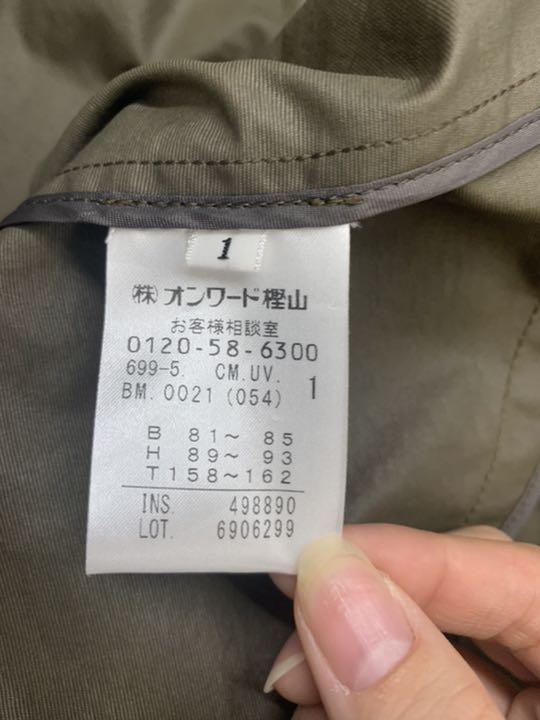 1
(株)オンワード樫山
お客様相談室
0120-58-6300
699-5. CM.UV. 1
BM.0021(054)
B 81～ 85
H 89～ 93
T 158～162
INS. 498890
LOT. 6906299